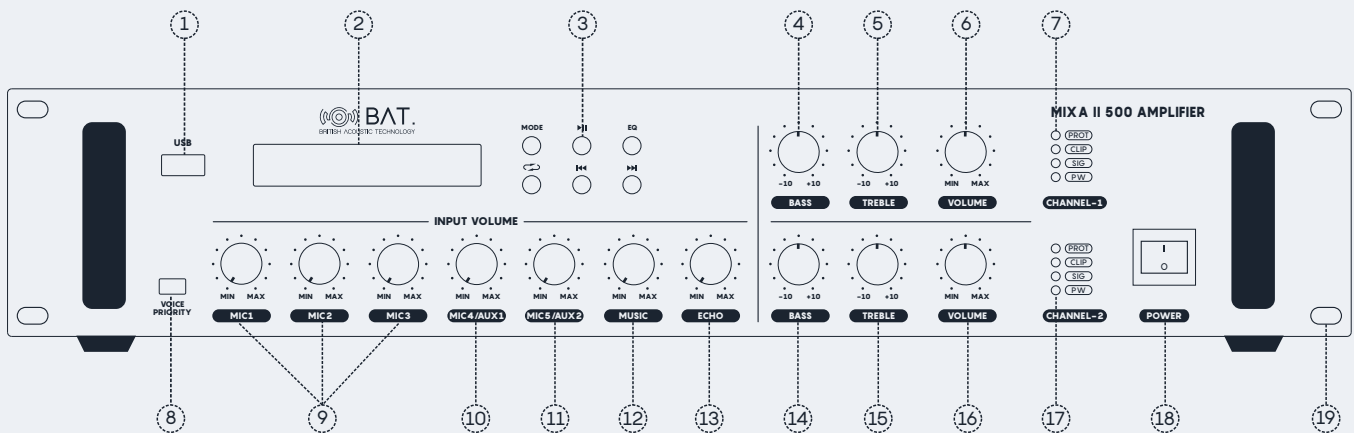 1 2 3 4 5 6 7
BAT.
BRITISH ACOUSTIC TECHNOLOGY
MIXA II 500 AMPLIFIER
USB
MODE EQ
PROT
CLIP
SIG
PW
-10 +10 -10 +10 MIN MAX
BASS TREBLE VOLUME CHANNEL-1
INPUT VOLUME
PROT
CLIP
SIG
PW
I
O
VOICE
PRIORITY
MIN MAX MIN MAX MIN MAX MIN MAX MIN MAX MIN MAX MIN MAX -10 +10 -10 +10 MIN MAX
MIC1 MIC2 MIC3 MIC4/AUX1 MIC5/AUX2 MUSIC ECHO BASS TREBLE VOLUME CHANNEL-2 POWER
8 9 10 11 12 13 14 15 16 17 18 19